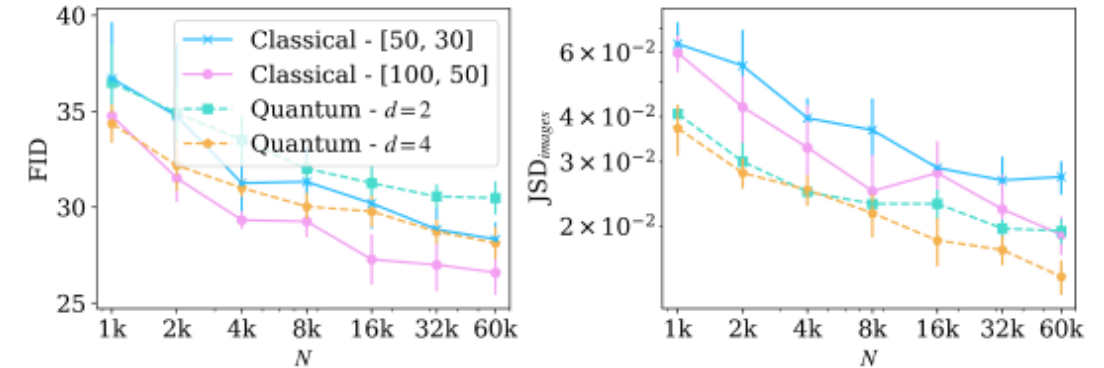 40
35
30
25
FID
1k 2k 4k 8k 16k 32k 60k
N
Classical - [50, 30]
Classical - [100, 50]
Quantum - d=2
Quantum - d=4
6 × 10⁻²
4 × 10⁻²
3 × 10⁻²
2 × 10⁻²
JSD_images
1k 2k 4k 8k 16k 32k 60k
N